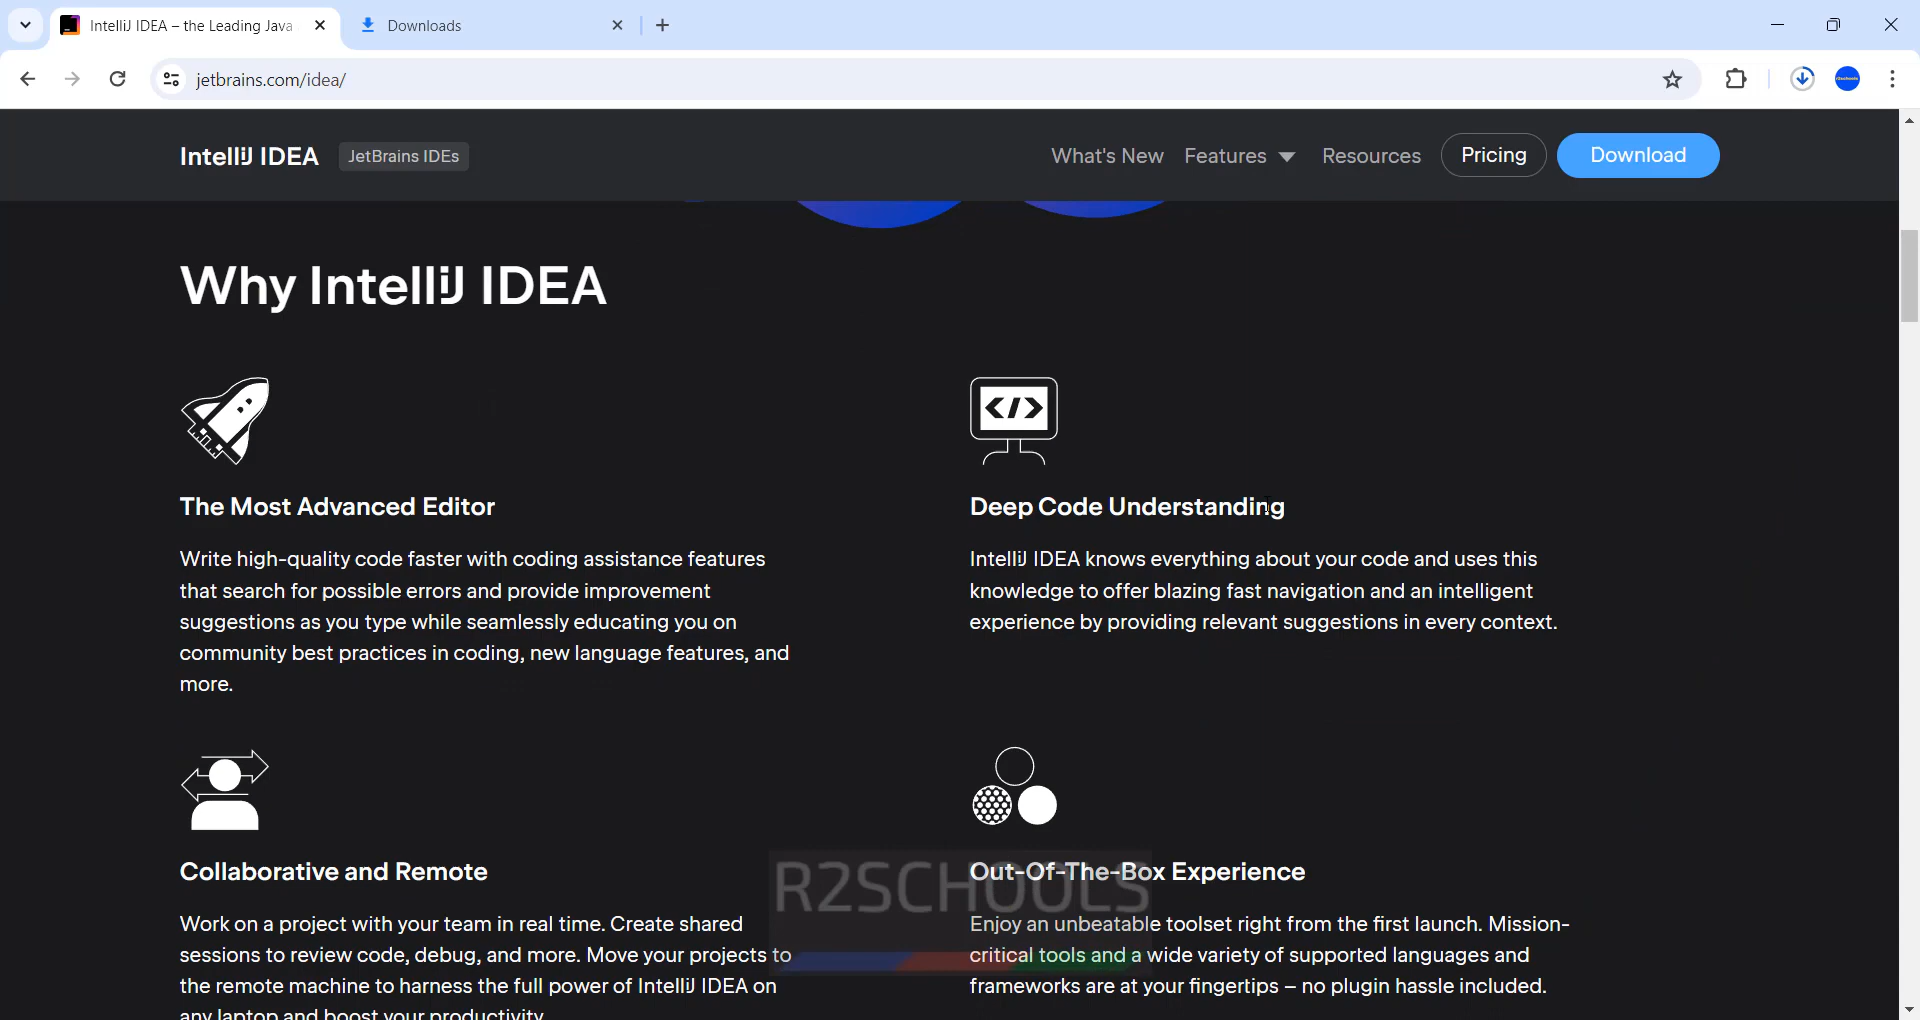 IntelliJ IDEA – the Leading Java
Downloads
jetbrains.com/idea/
IntelliJ IDEA
JetBrains IDEs
What's New
Features
Resources
Pricing
Download
Why IntelliJ IDEA
The Most Advanced Editor
Write high-quality code faster with coding assistance features
that search for possible errors and provide improvement
suggestions as you type while seamlessly educating you on
community best practices in coding, new language features, and
more.
Deep Code Understanding
IntelliJ IDEA knows everything about your code and uses this
knowledge to offer blazing fast navigation and an intelligent
experience by providing relevant suggestions in every context.
Collaborative and Remote
Work on a project with your team in real time. Create shared
sessions to review code, debug, and more. Move your projects to
the remote machine to harness the full power of IntelliJ IDEA on
any laptop and boost your productivity.
Out-Of-The-Box Experience
Enjoy an unbeatable toolset right from the first launch. Mission-
critical tools and a wide variety of supported languages and
frameworks are at your fingertips – no plugin hassle included.
R2SCHOOLS